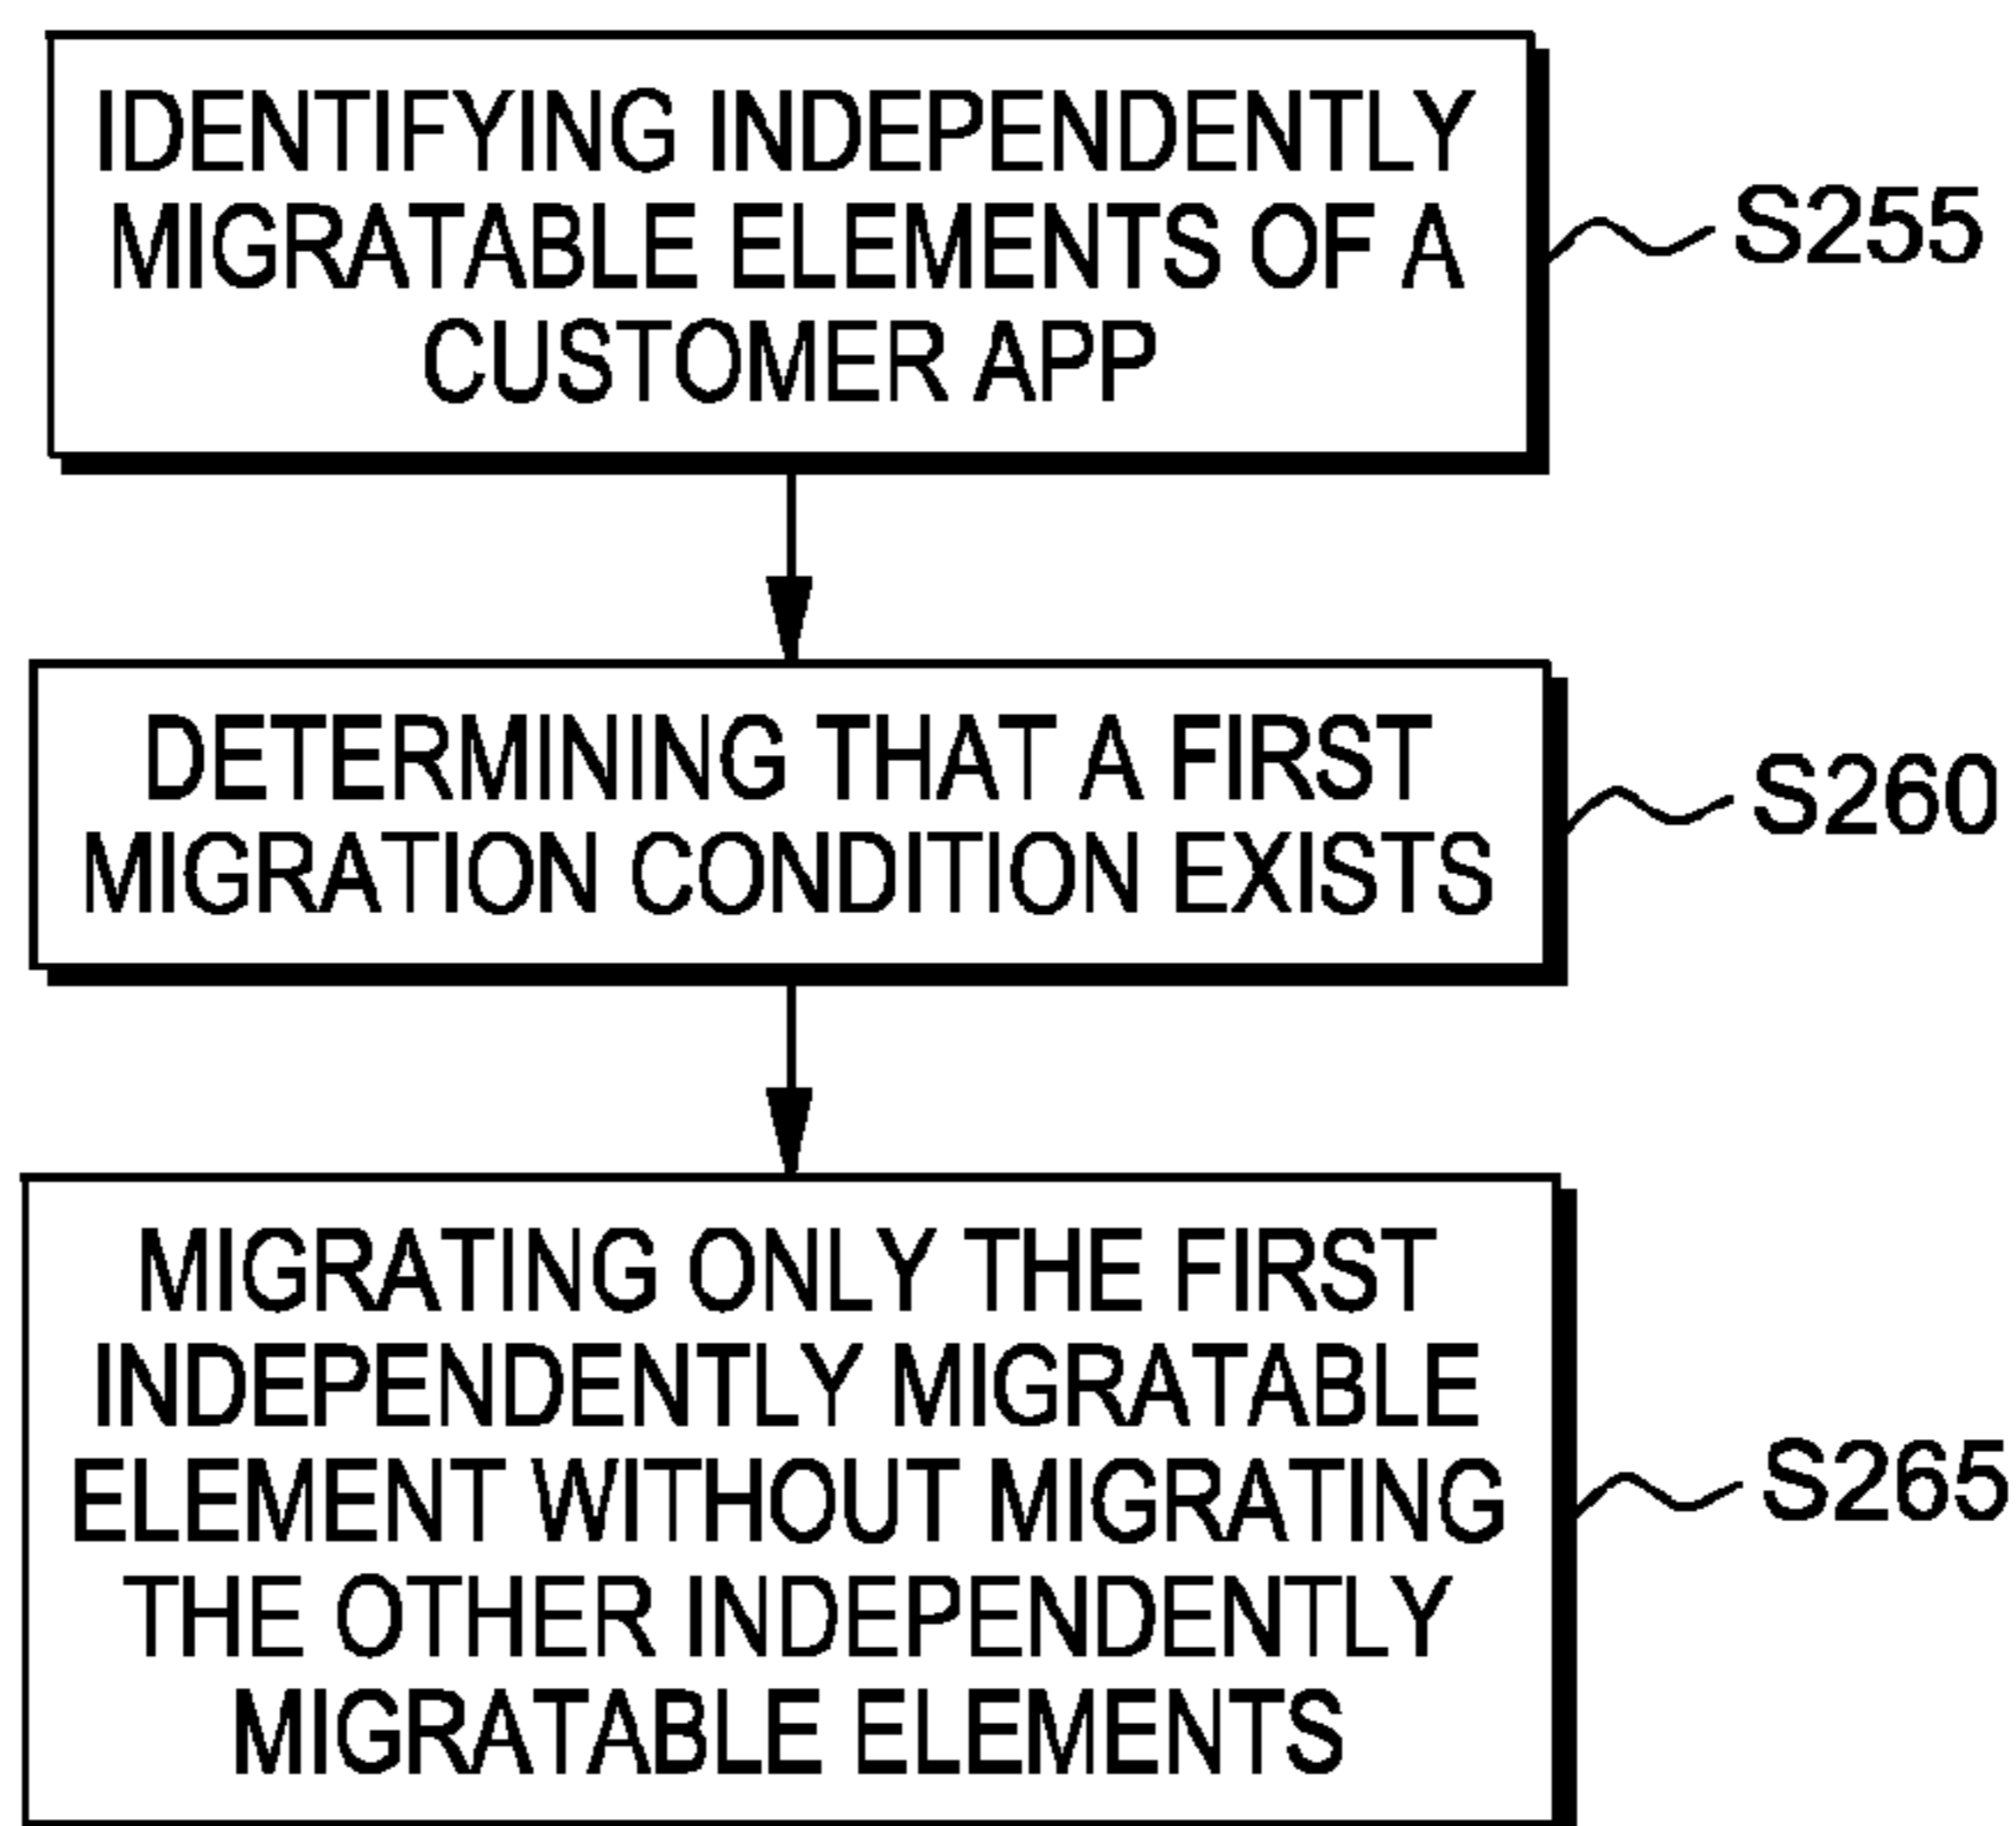 IDENTIFYING INDEPENDENTLY
MIGRATABLE ELEMENTS OF A
CUSTOMER APP
S255
DETERMINING THAT A FIRST
MIGRATION CONDITION EXISTS
S260
MIGRATING ONLY THE FIRST
INDEPENDENTLY MIGRATABLE
ELEMENT WITHOUT MIGRATING
THE OTHER INDEPENDENTLY
MIGRATABLE ELEMENTS
S265